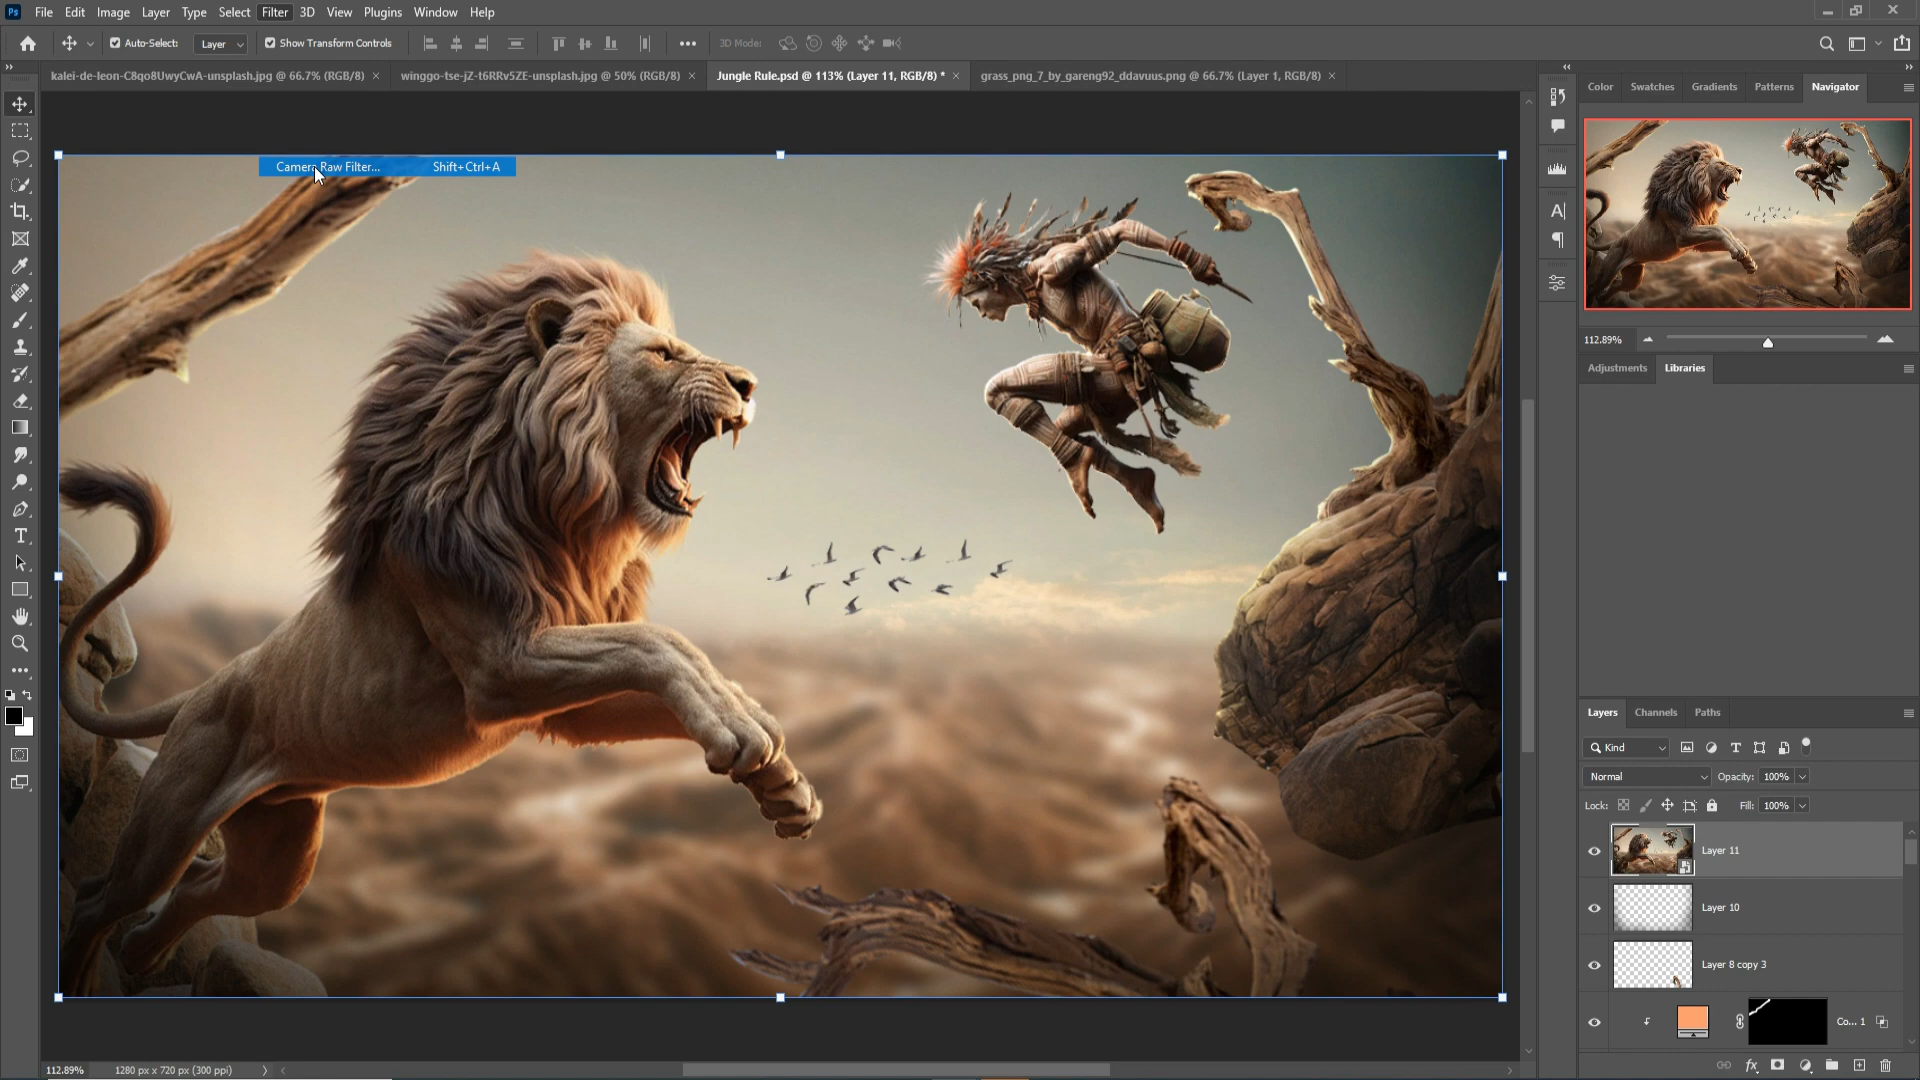 Ps File Edit Image Layer Type Select Filter 3D View Plugins Window Help
Auto-Select: Layer Show Transform Controls 3D Mode:
kalei-de-leon-C8qo8UwyCwA-unsplash.jpg @ 66.7% (RGB/8) winggo-tse-jZ-t6RRv5ZE-unsplash.jpg @ 50% (RGB/8) Jungle Rule.psd @ 113% (Layer 11, RGB/8) * grass_png_7_by_gareng92_ddavuus.png @ 66.7% (Layer 1, RGB/8)
Color Swatches Gradients Patterns Navigator
Camera Raw Filter... Shift+Ctrl+A
112.89%
Adjustments Libraries
Layers Channels Paths
Kind
Normal Opacity: 100%
Lock: Fill: 100%
Layer 11
Layer 10
Layer 8 copy 3
Co... 1
112.89% 1280 px x 720 px (300 ppi)